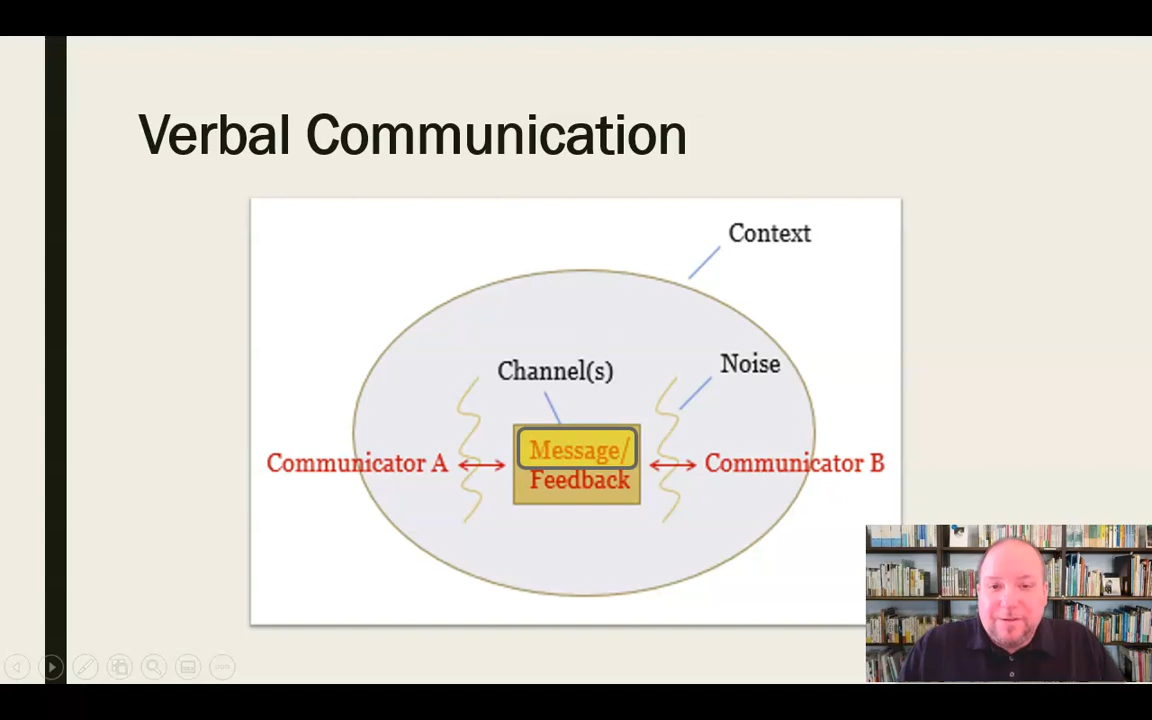 Verbal Communication
Context
Channel(s)
Noise
Communicator A
Message/
Feedback
Communicator B